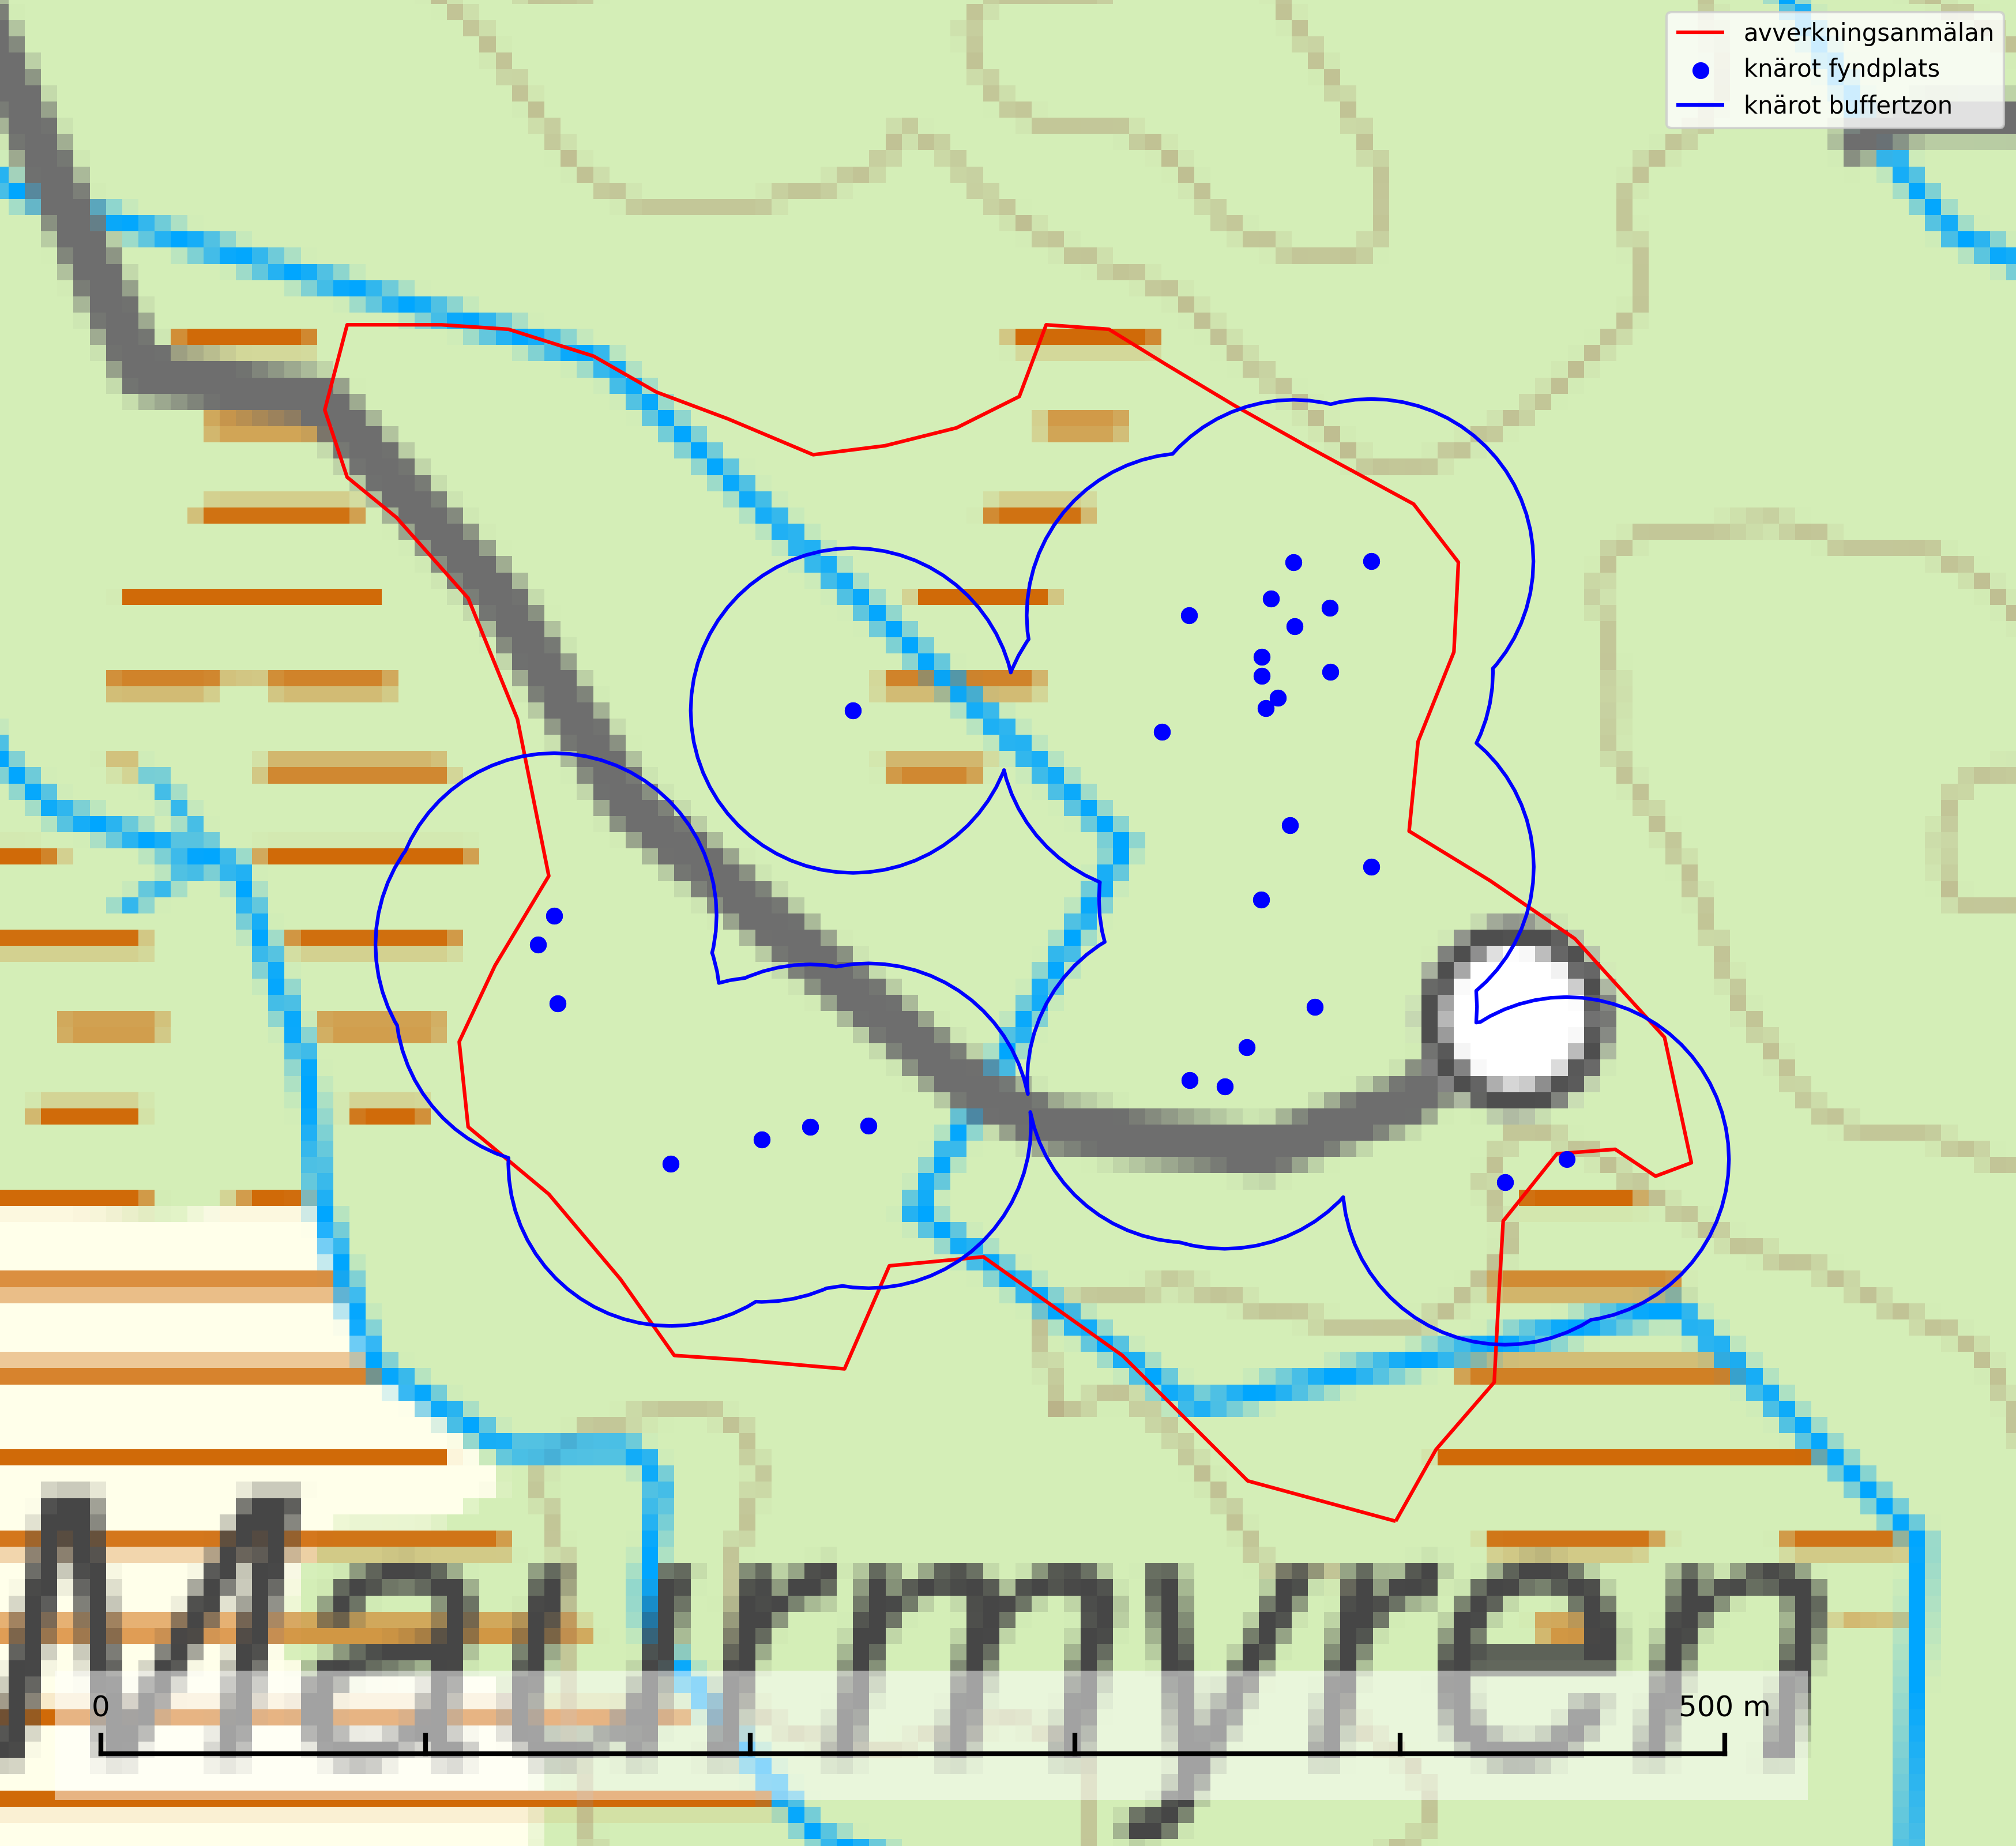 avverkningsanmälan
knärot fyndplats
knärot buffertzon
Maurmyren
0 500 m